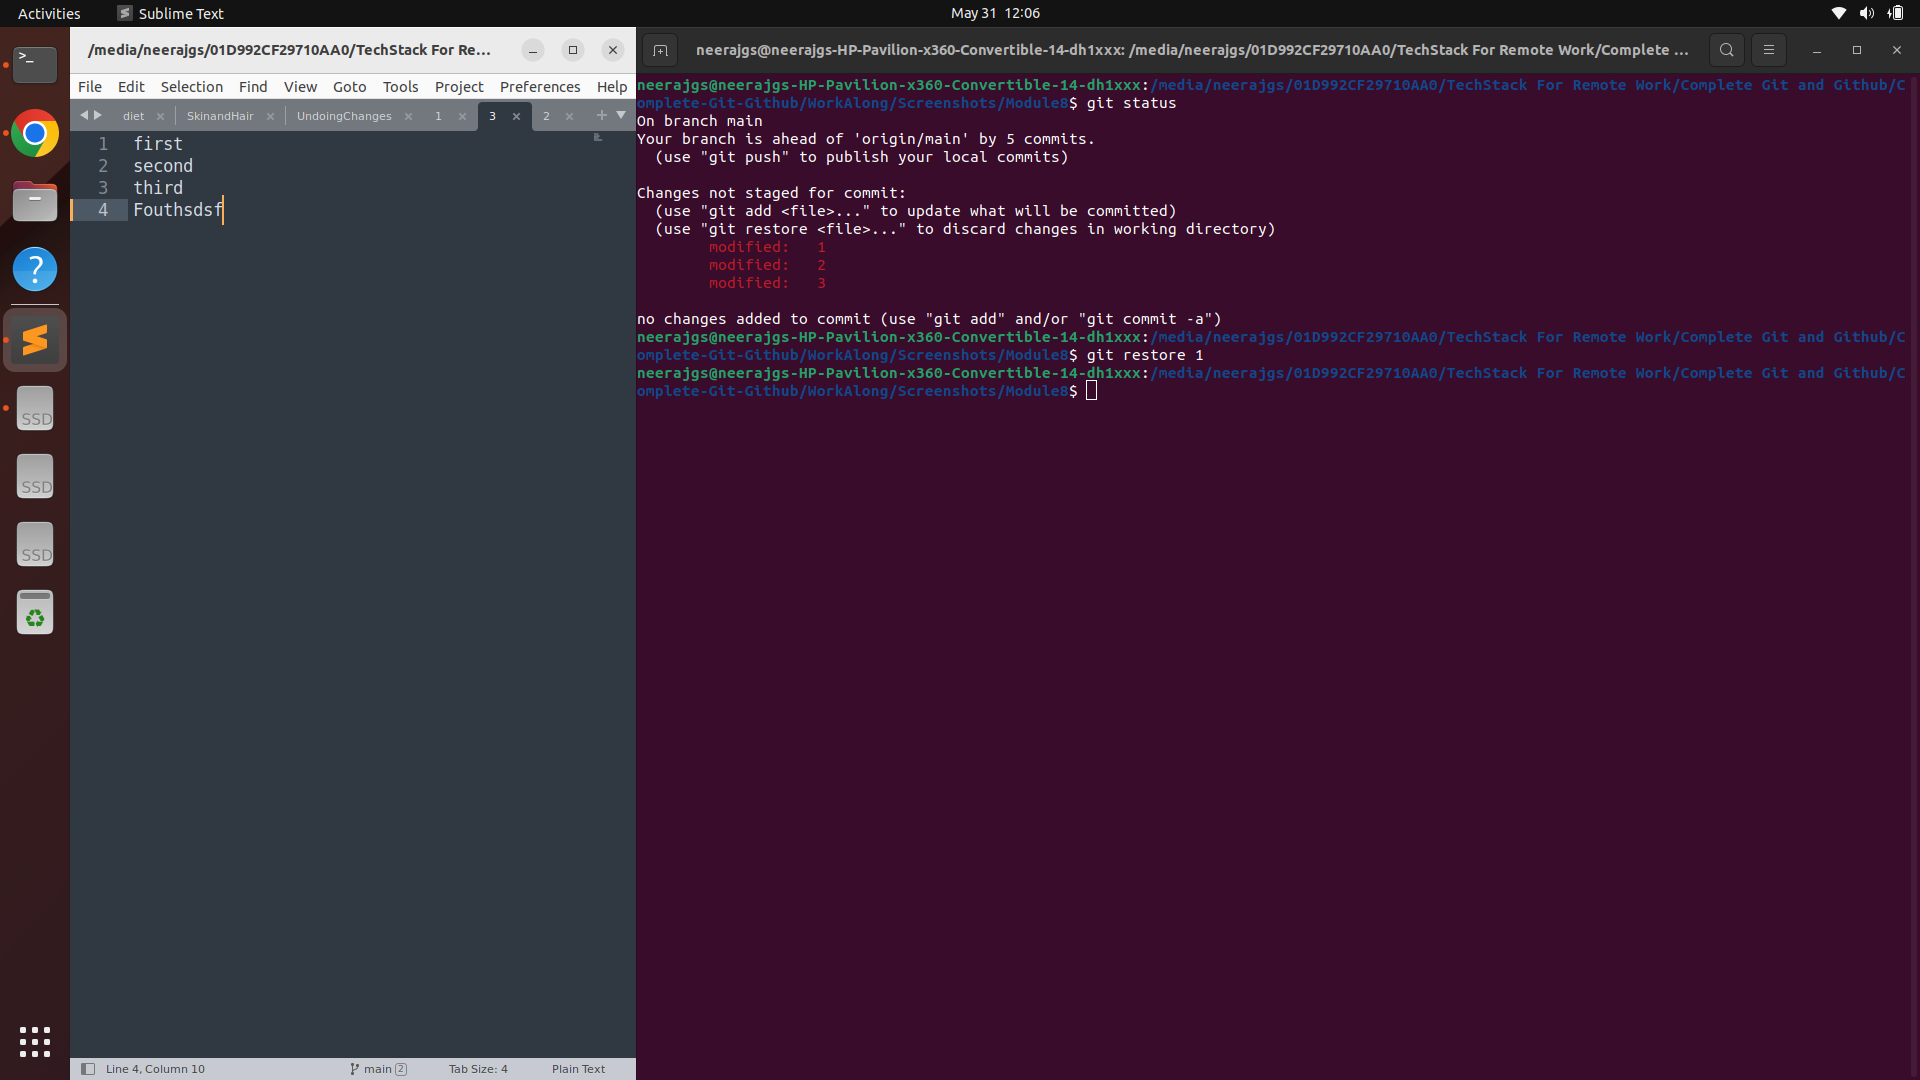 Activities
Sublime Text
May 31 12:06
/media/neerajgs/01D992CF29710AA0/TechStack For Re...
File Edit Selection Find View Goto Tools Project Preferences Help
diet SkinandHair UndoingChanges 1 3 2
1 first
2 second
3 third
4 Fouthsdsf
Line 4, Column 10 main 2 Tab Size: 4 Plain Text
SSD
SSD
SSD
neerajgs@neerajgs-HP-Pavilion-x360-Convertible-14-dh1xxx: /media/neerajgs/01D992CF29710AA0/TechStack For Remote Work/Complete ...
neerajgs@neerajgs-HP-Pavilion-x360-Convertible-14-dh1xxx:/media/neerajgs/01D992CF29710AA0/TechStack For Remote Work/Complete Git and Github/C
omplete-Git-Github/WorkAlong/Screenshots/Module8$ git status
On branch main
Your branch is ahead of 'origin/main' by 5 commits.
(use "git push" to publish your local commits)
Changes not staged for commit:
(use "git add <file>..." to update what will be committed)
(use "git restore <file>..." to discard changes in working directory)
modified: 1
modified: 2
modified: 3
no changes added to commit (use "git add" and/or "git commit -a")
neerajgs@neerajgs-HP-Pavilion-x360-Convertible-14-dh1xxx:/media/neerajgs/01D992CF29710AA0/TechStack For Remote Work/Complete Git and Github/C
omplete-Git-Github/WorkAlong/Screenshots/Module8$ git restore 1
neerajgs@neerajgs-HP-Pavilion-x360-Convertible-14-dh1xxx:/media/neerajgs/01D992CF29710AA0/TechStack For Remote Work/Complete Git and Github/C
omplete-Git-Github/WorkAlong/Screenshots/Module8$